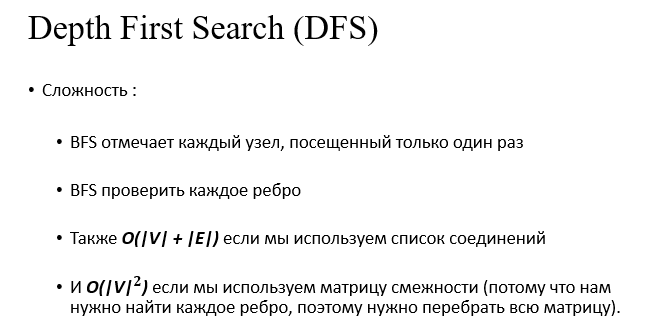 Depth First Search (DFS)
• Сложность :
• BFS отмечает каждый узел, посещенный только один раз
• BFS проверить каждое ребро
• Также O(|V| + |E|) если мы используем список соединений
• И O(|V|²) если мы используем матрицу смежности (потому что нам
нужно найти каждое ребро, поэтому нужно перебрать всю матрицу).